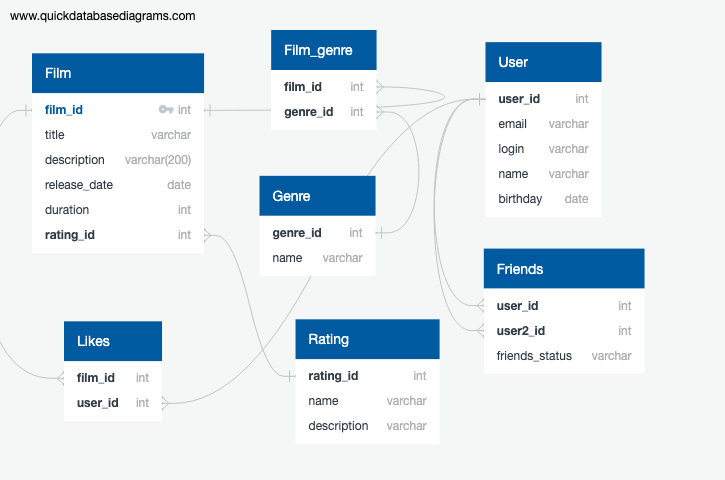 www.quickdatabasediagrams.com
Film
film_id int
title varchar
description varchar(200)
release_date date
duration int
rating_id int
Film_genre
film_id int
genre_id int
User
user_id int
email varchar
login varchar
name varchar
birthday date
Genre
genre_id int
name varchar
Friends
user_id int
user2_id int
friends_status varchar
Likes
film_id int
user_id int
Rating
rating_id int
name varchar
description varchar